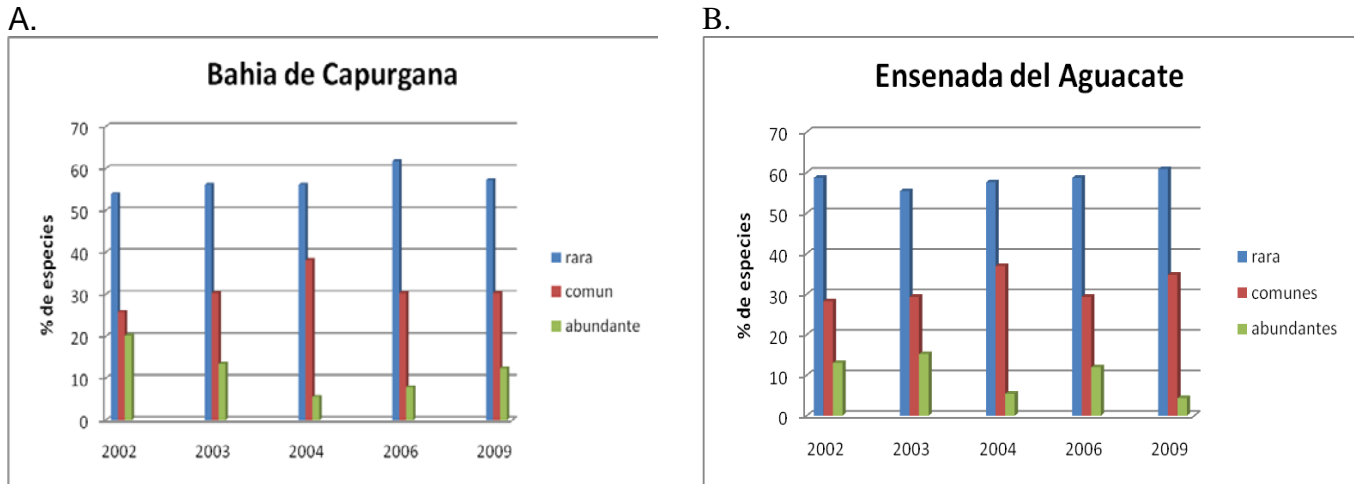 A.
Bahia de Capurgana
% de especies
70
60
50
40
30
20
10
0
2002 2003 2004 2006 2009
rara
comun
abundante
B.
Ensenada del Aguacate
% de especies
70
60
50
40
30
20
10
0
2002 2003 2004 2006 2009
rara
comunes
abundantes